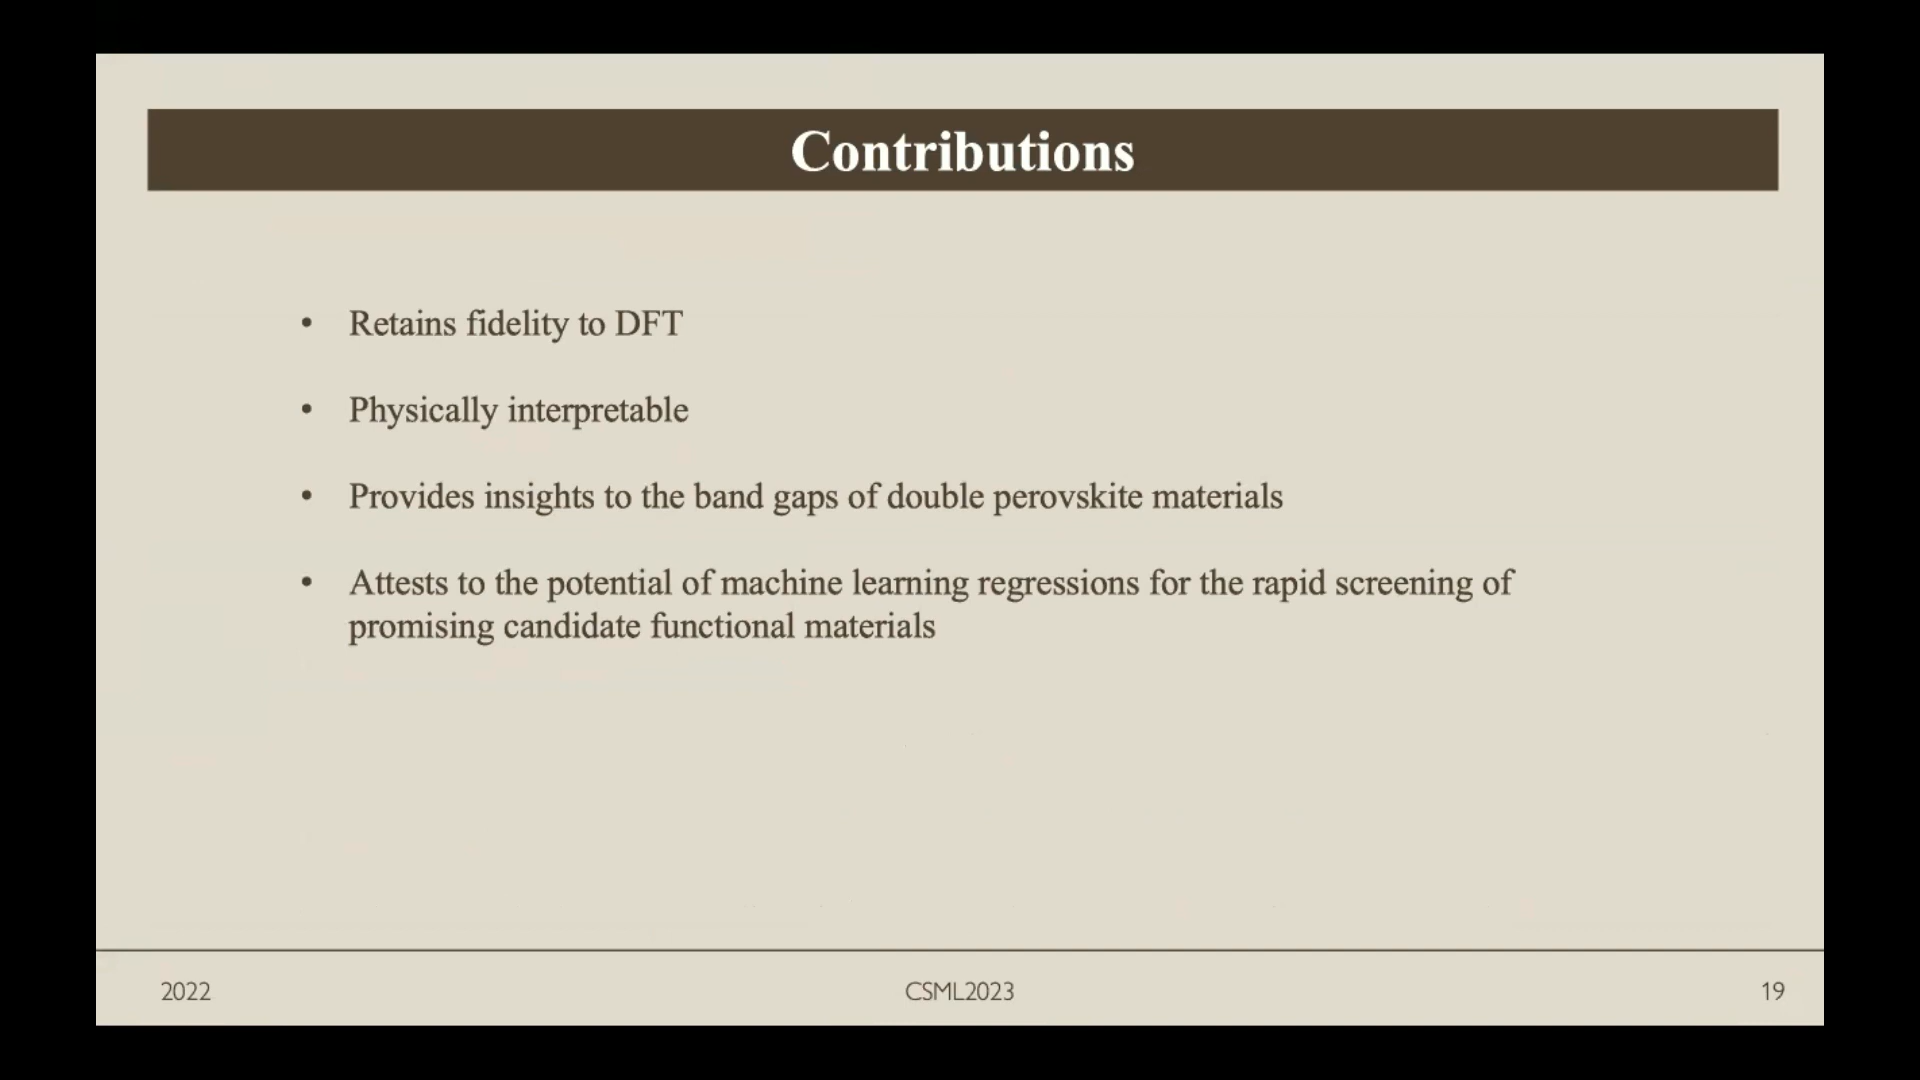 Contributions
• Retains fidelity to DFT
• Physically interpretable
• Provides insights to the band gaps of double perovskite materials
• Attests to the potential of machine learning regressions for the rapid screening of
promising candidate functional materials
2022
CSML2023
19